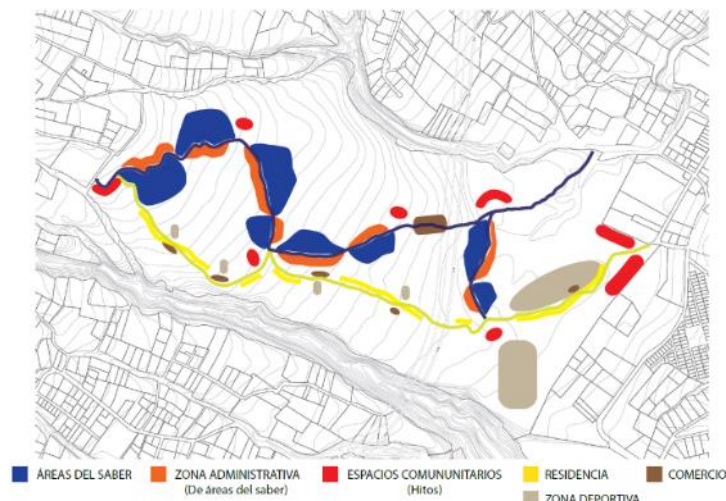 ÁREAS DEL SABER
ZONA ADMINISTRATIVA
(De áreas del saber)
ESPACIOS COMUNUNITARIOS
(Hitos)
RESIDENCIA
COMERCIO
ZONA DEPORTIVA